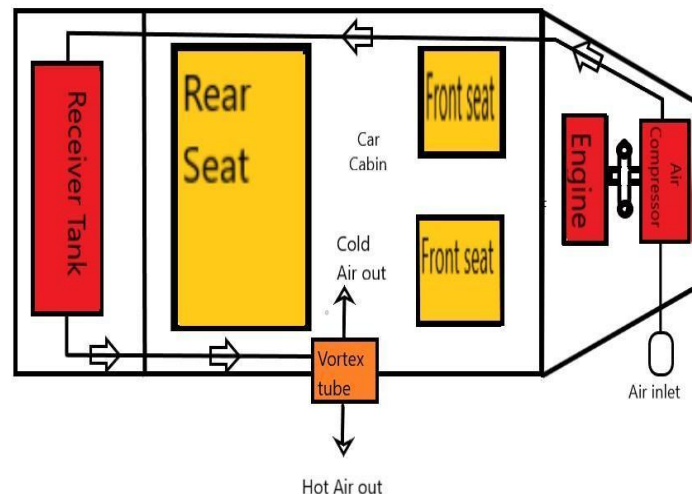 Receiver Tank
Rear
Seat
Front seat
Car
Cabin
Engine
Air
Compressor
Cold
Air out
Front seat
Vortex
tube
Air inlet
Hot Air out